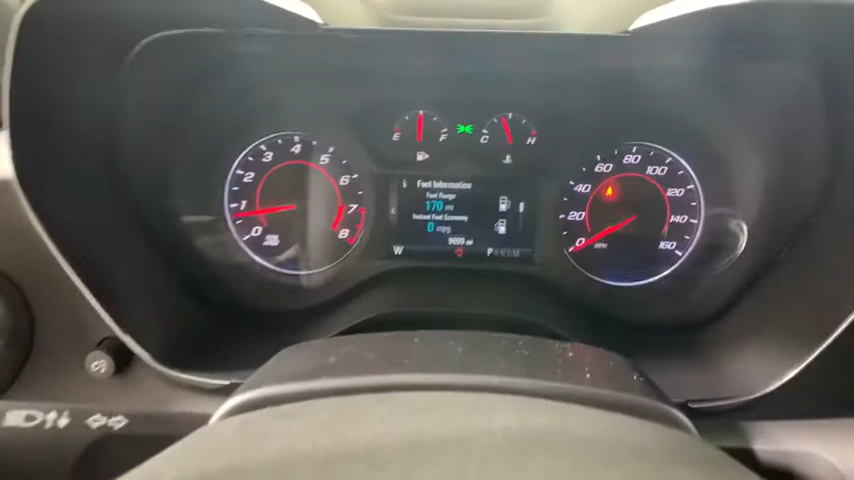 E F C H
0 1 2 3 4 5 6 7 8
Fuel Information
Fuel Range
170 mi
Instant Fuel Economy
0 mpg
W 9699 mi P R N D M
0 20 40 60 80 100 120 140 160
MPH